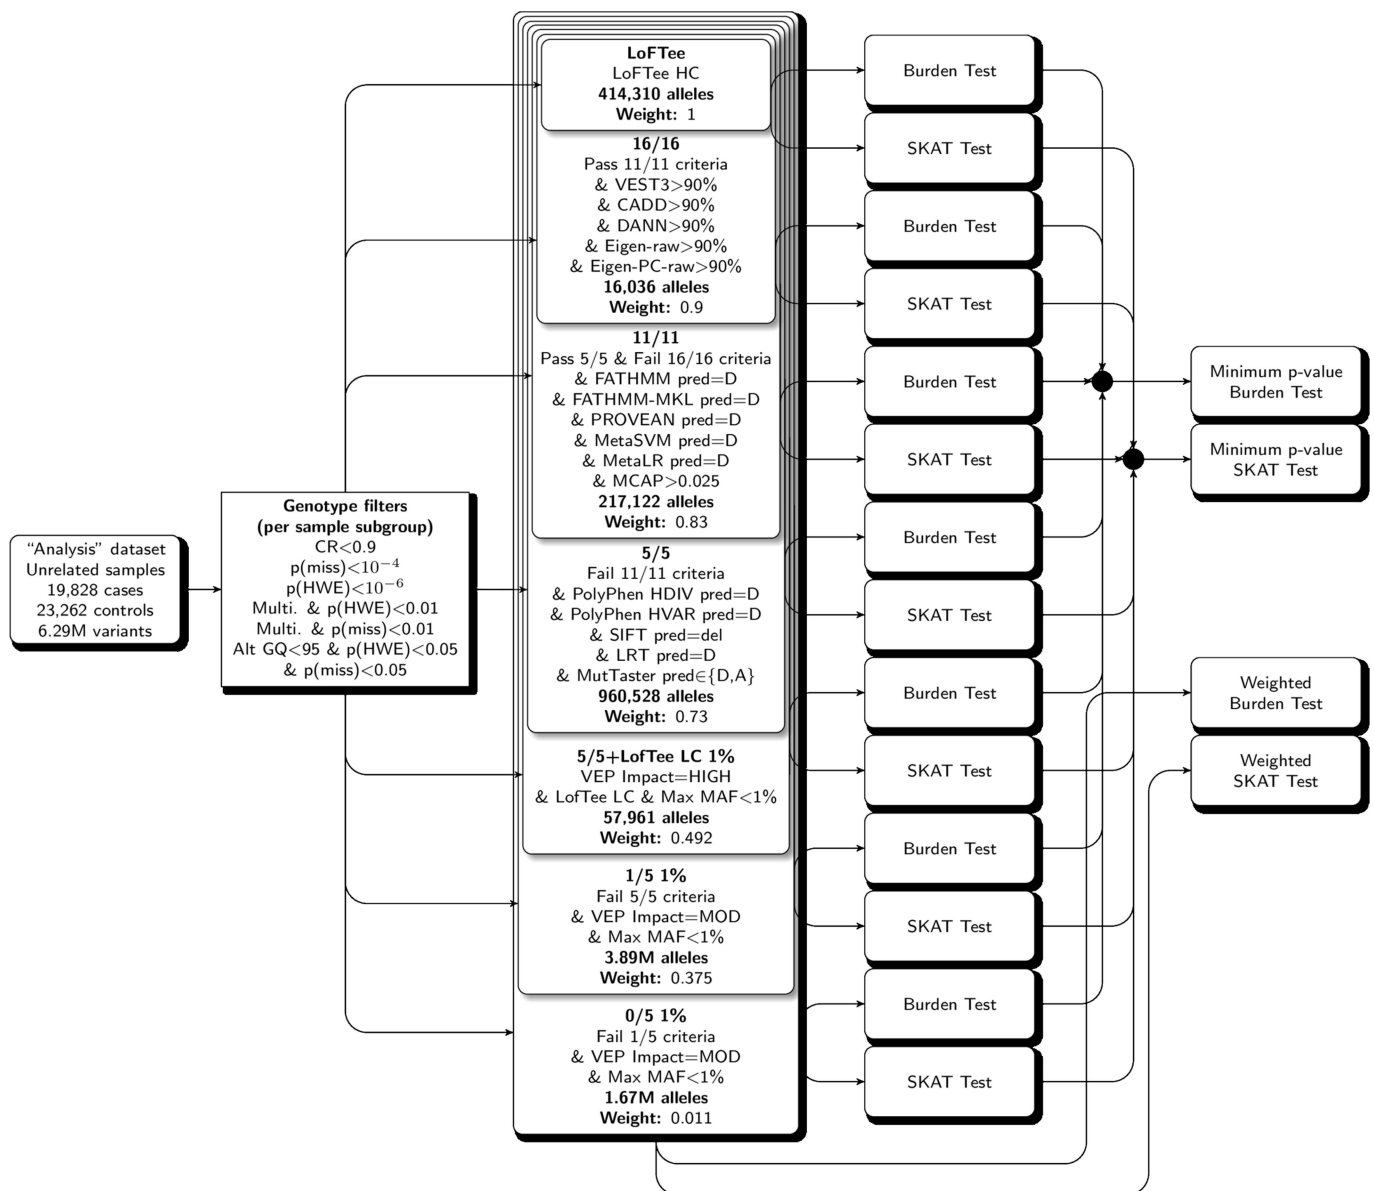 “Analysis” dataset
Unrelated samples
19,828 cases
23,262 controls
6.29M variants
Genotype filters
(per sample subgroup)
CR<0.9
p(miss)<10⁻⁴
p(HWE)<10⁻⁶
Multi. & p(HWE)<0.01
Multi. & p(miss)<0.01
Alt GQ<95 & p(HWE)<0.05
& p(miss)<0.05
LoFTee
LoFTee HC
414,310 alleles
Weight: 1
16/16
Pass 11/11 criteria
& VEST3>90%
& CADD>90%
& DANN>90%
& Eigen-raw>90%
& Eigen-PC-raw>90%
16,036 alleles
Weight: 0.9
11/11
Pass 5/5 & Fail 16/16 criteria
& FATHMM pred=D
& FATHMM-MKL pred=D
& PROVEAN pred=D
& MetaSVM pred=D
& MetaLR pred=D
& MCAP>0.025
217,122 alleles
Weight: 0.83
5/5
Fail 11/11 criteria
& PolyPhen HDIV pred=D
& PolyPhen HVAR pred=D
& SIFT pred=del
& LRT pred=D
& MutTaster pred∈{D,A}
960,528 alleles
Weight: 0.73
5/5+LofTee LC 1%
VEP Impact=HIGH
& LofTee LC & Max MAF<1%
57,961 alleles
Weight: 0.492
1/5 1%
Fail 5/5 criteria
& VEP Impact=MOD
& Max MAF<1%
3.89M alleles
Weight: 0.375
0/5 1%
Fail 1/5 criteria
& VEP Impact=MOD
& Max MAF<1%
1.67M alleles
Weight: 0.011
Burden Test
SKAT Test
Burden Test
SKAT Test
Burden Test
SKAT Test
Burden Test
SKAT Test
Burden Test
SKAT Test
Burden Test
SKAT Test
Burden Test
SKAT Test
Minimum p-value
Burden Test
Minimum p-value
SKAT Test
Weighted
Burden Test
Weighted
SKAT Test